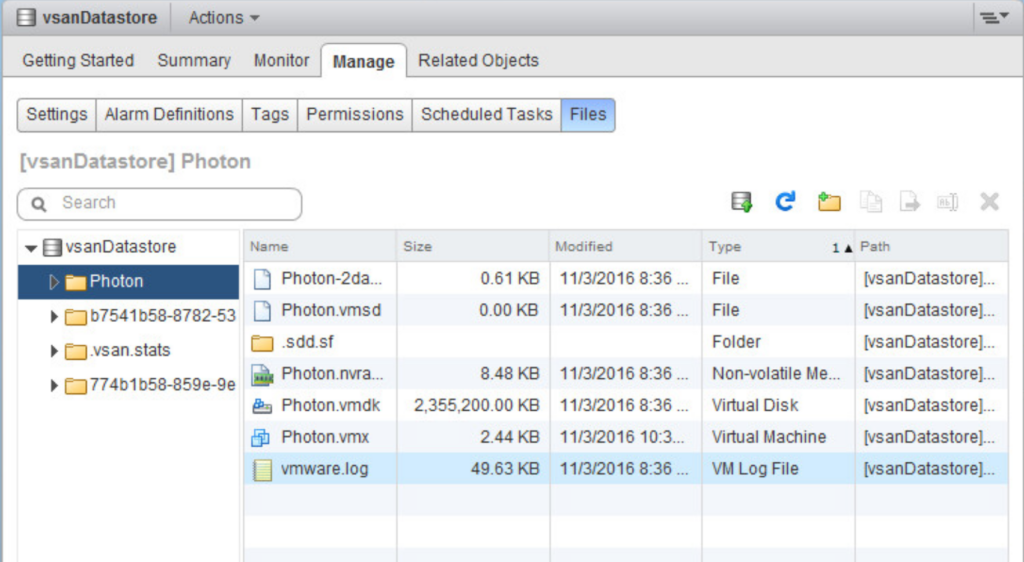 vsanDatastore Actions
Getting Started Summary Monitor Manage Related Objects
Settings Alarm Definitions Tags Permissions Scheduled Tasks Files
[vsanDatastore] Photon
Search
vsanDatastore
Photon
b7541b58-8782-53
.vsan.stats
774b1b58-859e-9e
Name Size Modified Type 1 Path
Photon-2da... 0.61 KB 11/3/2016 8:36 ... File [vsanDatastore]...
Photon.vmsd 0.00 KB 11/3/2016 8:36 ... File [vsanDatastore]...
.sdd.sf Folder [vsanDatastore]...
Photon.nvra... 8.48 KB 11/3/2016 8:36 ... Non-volatile Me... [vsanDatastore]...
Photon.vmdk 2,355,200.00 KB 11/3/2016 8:36 ... Virtual Disk [vsanDatastore]...
Photon.vmx 2.44 KB 11/3/2016 10:3... Virtual Machine [vsanDatastore]...
vmware.log 49.63 KB 11/3/2016 8:36 ... VM Log File [vsanDatastore]...